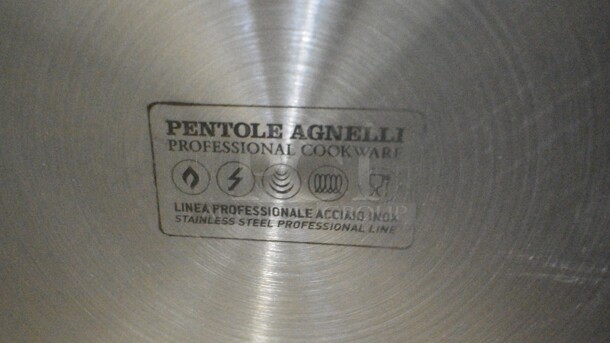 PENTOLE AGNELLI
PROFESSIONAL COOKWARE
LINEA PROFESSIONALE ACCIAIO INOX
STAINLESS STEEL PROFESSIONAL LINE